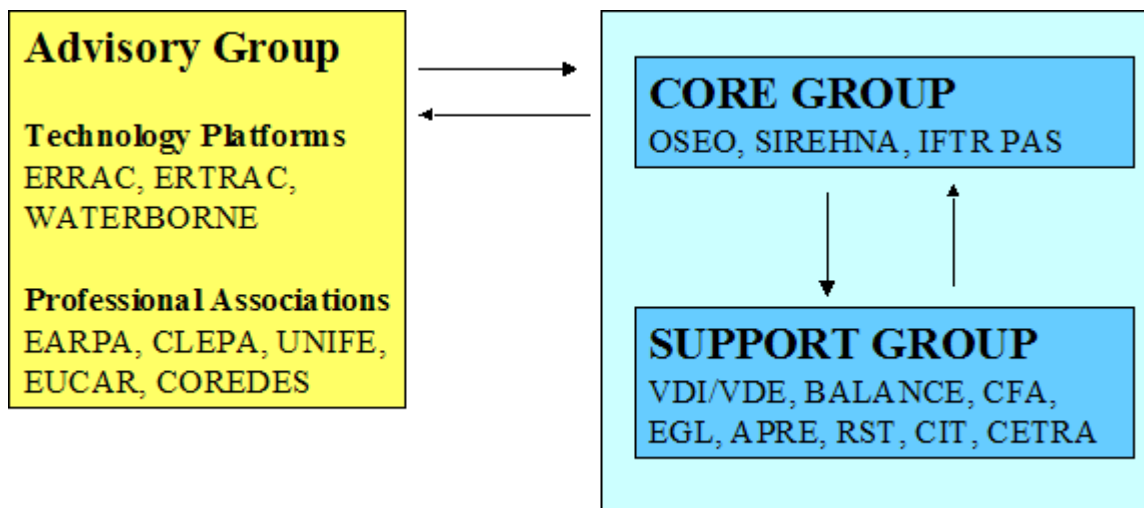 Advisory Group
Technology Platforms
ERRAC, ERTRAC,
WATERBORNE
Professional Associations
EARPA, CLEPA, UNIFE,
EUCAR, COREDES
CORE GROUP
OSEO, SIREHNA, IFTR PAS
SUPPORT GROUP
VDI/VDE, BALANCE, CFA,
EGL, APRE, RST, CIT, CETRA